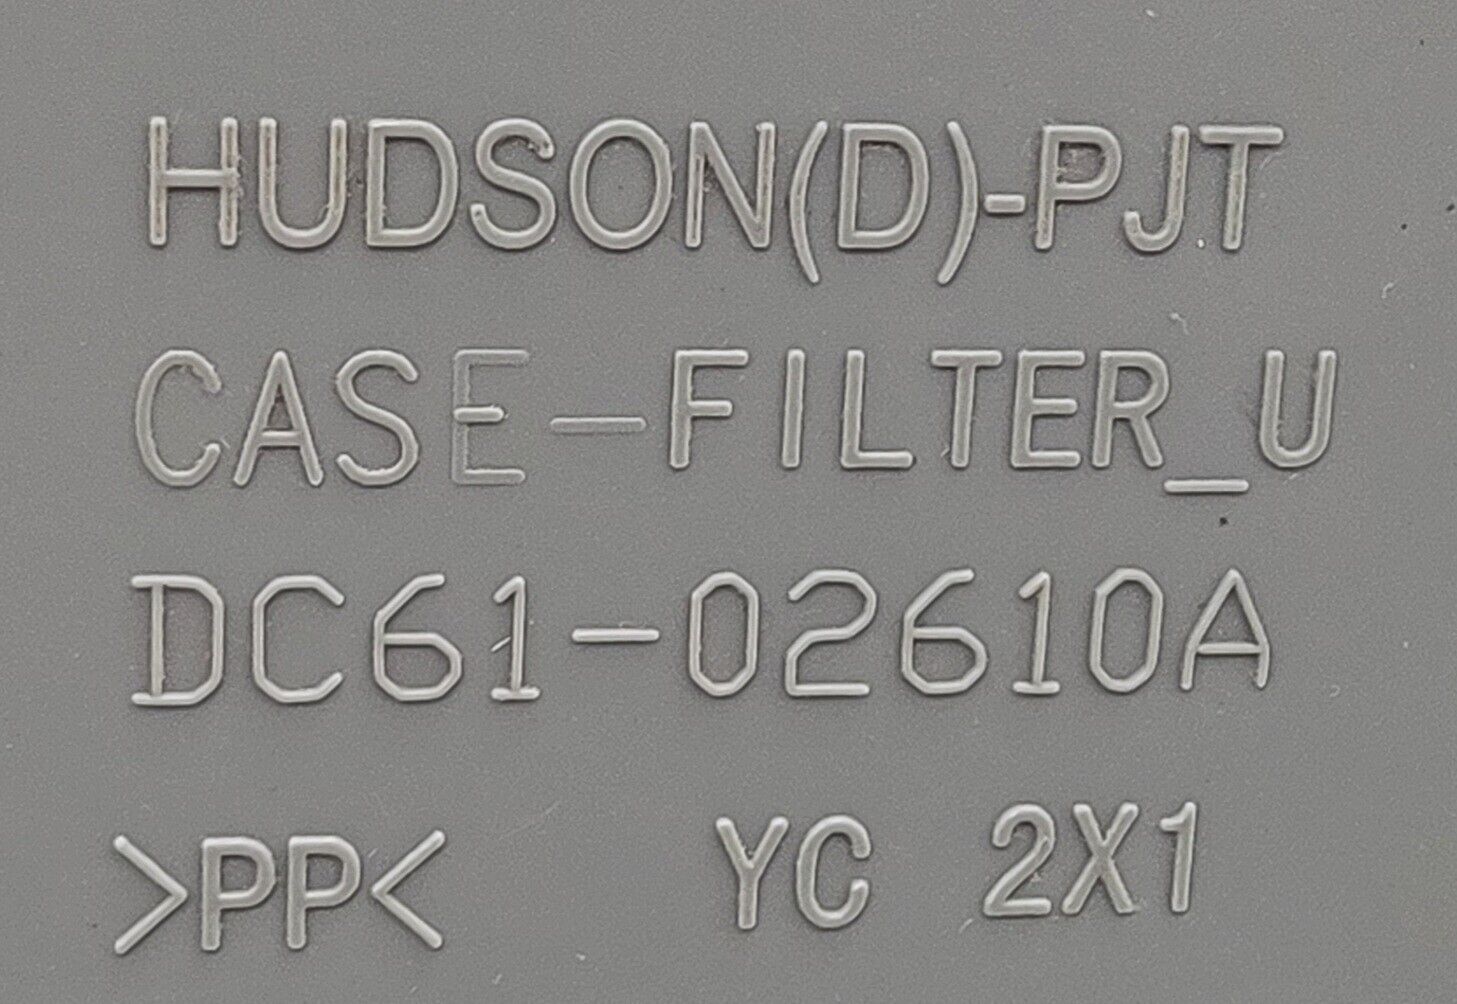 HUDSON(D)-PJT
CASE-FILTER_U
DC61-02610A
>PP< YC 2X1